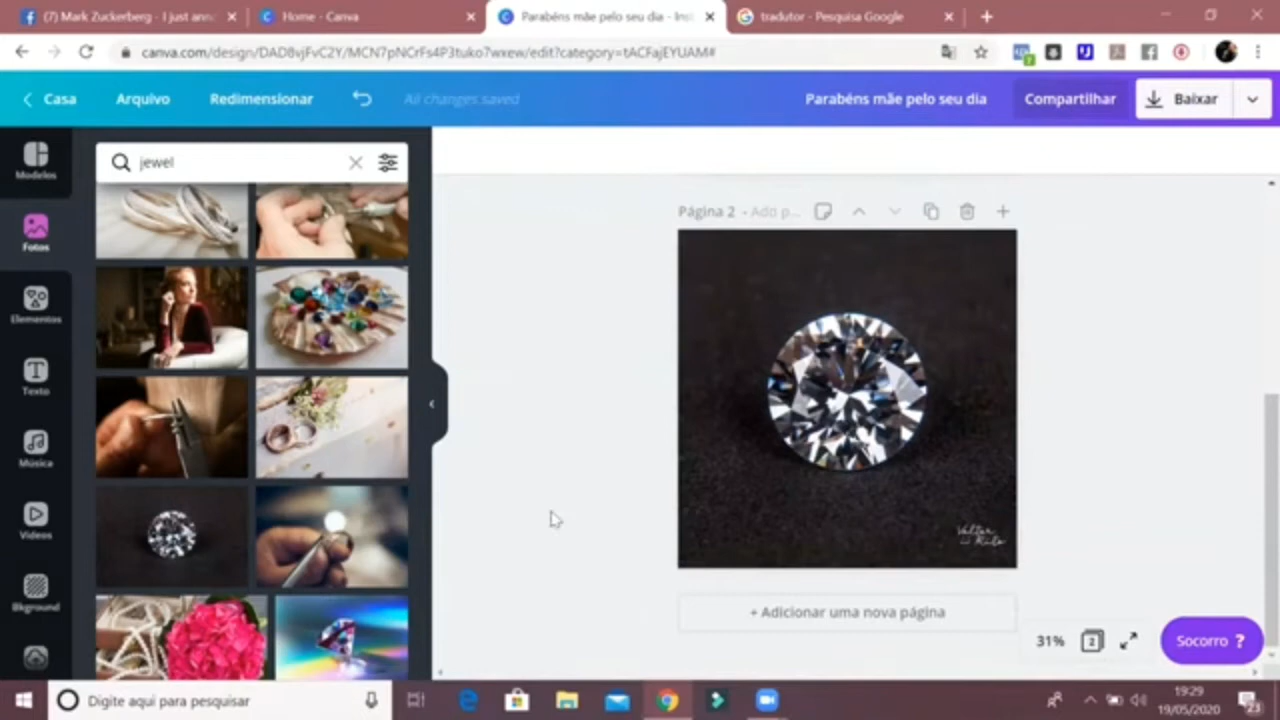 (7) Mark Zuckerberg - I just ann
Home - Canva
Parabéns mãe pelo seu dia - Inst
tradutor - Pesquisa Google
canva.com/design/DAD8vjFvC2Y/MCN7pNCrFs4P3tuko7wxew/edit?category=tACFajEYUAM#
Casa
Arquivo
Redimensionar
All changes saved
Parabéns mãe pelo seu dia
Compartilhar
Baixar
Modelos
Fotos
Elementos
Texto
Música
Vídeos
Bkground
jewel
Página 2 - Add p...
+ Adicionar uma nova página
31%
2
Socorro ?
Digite aqui para pesquisar
19:29
19/05/2020
23